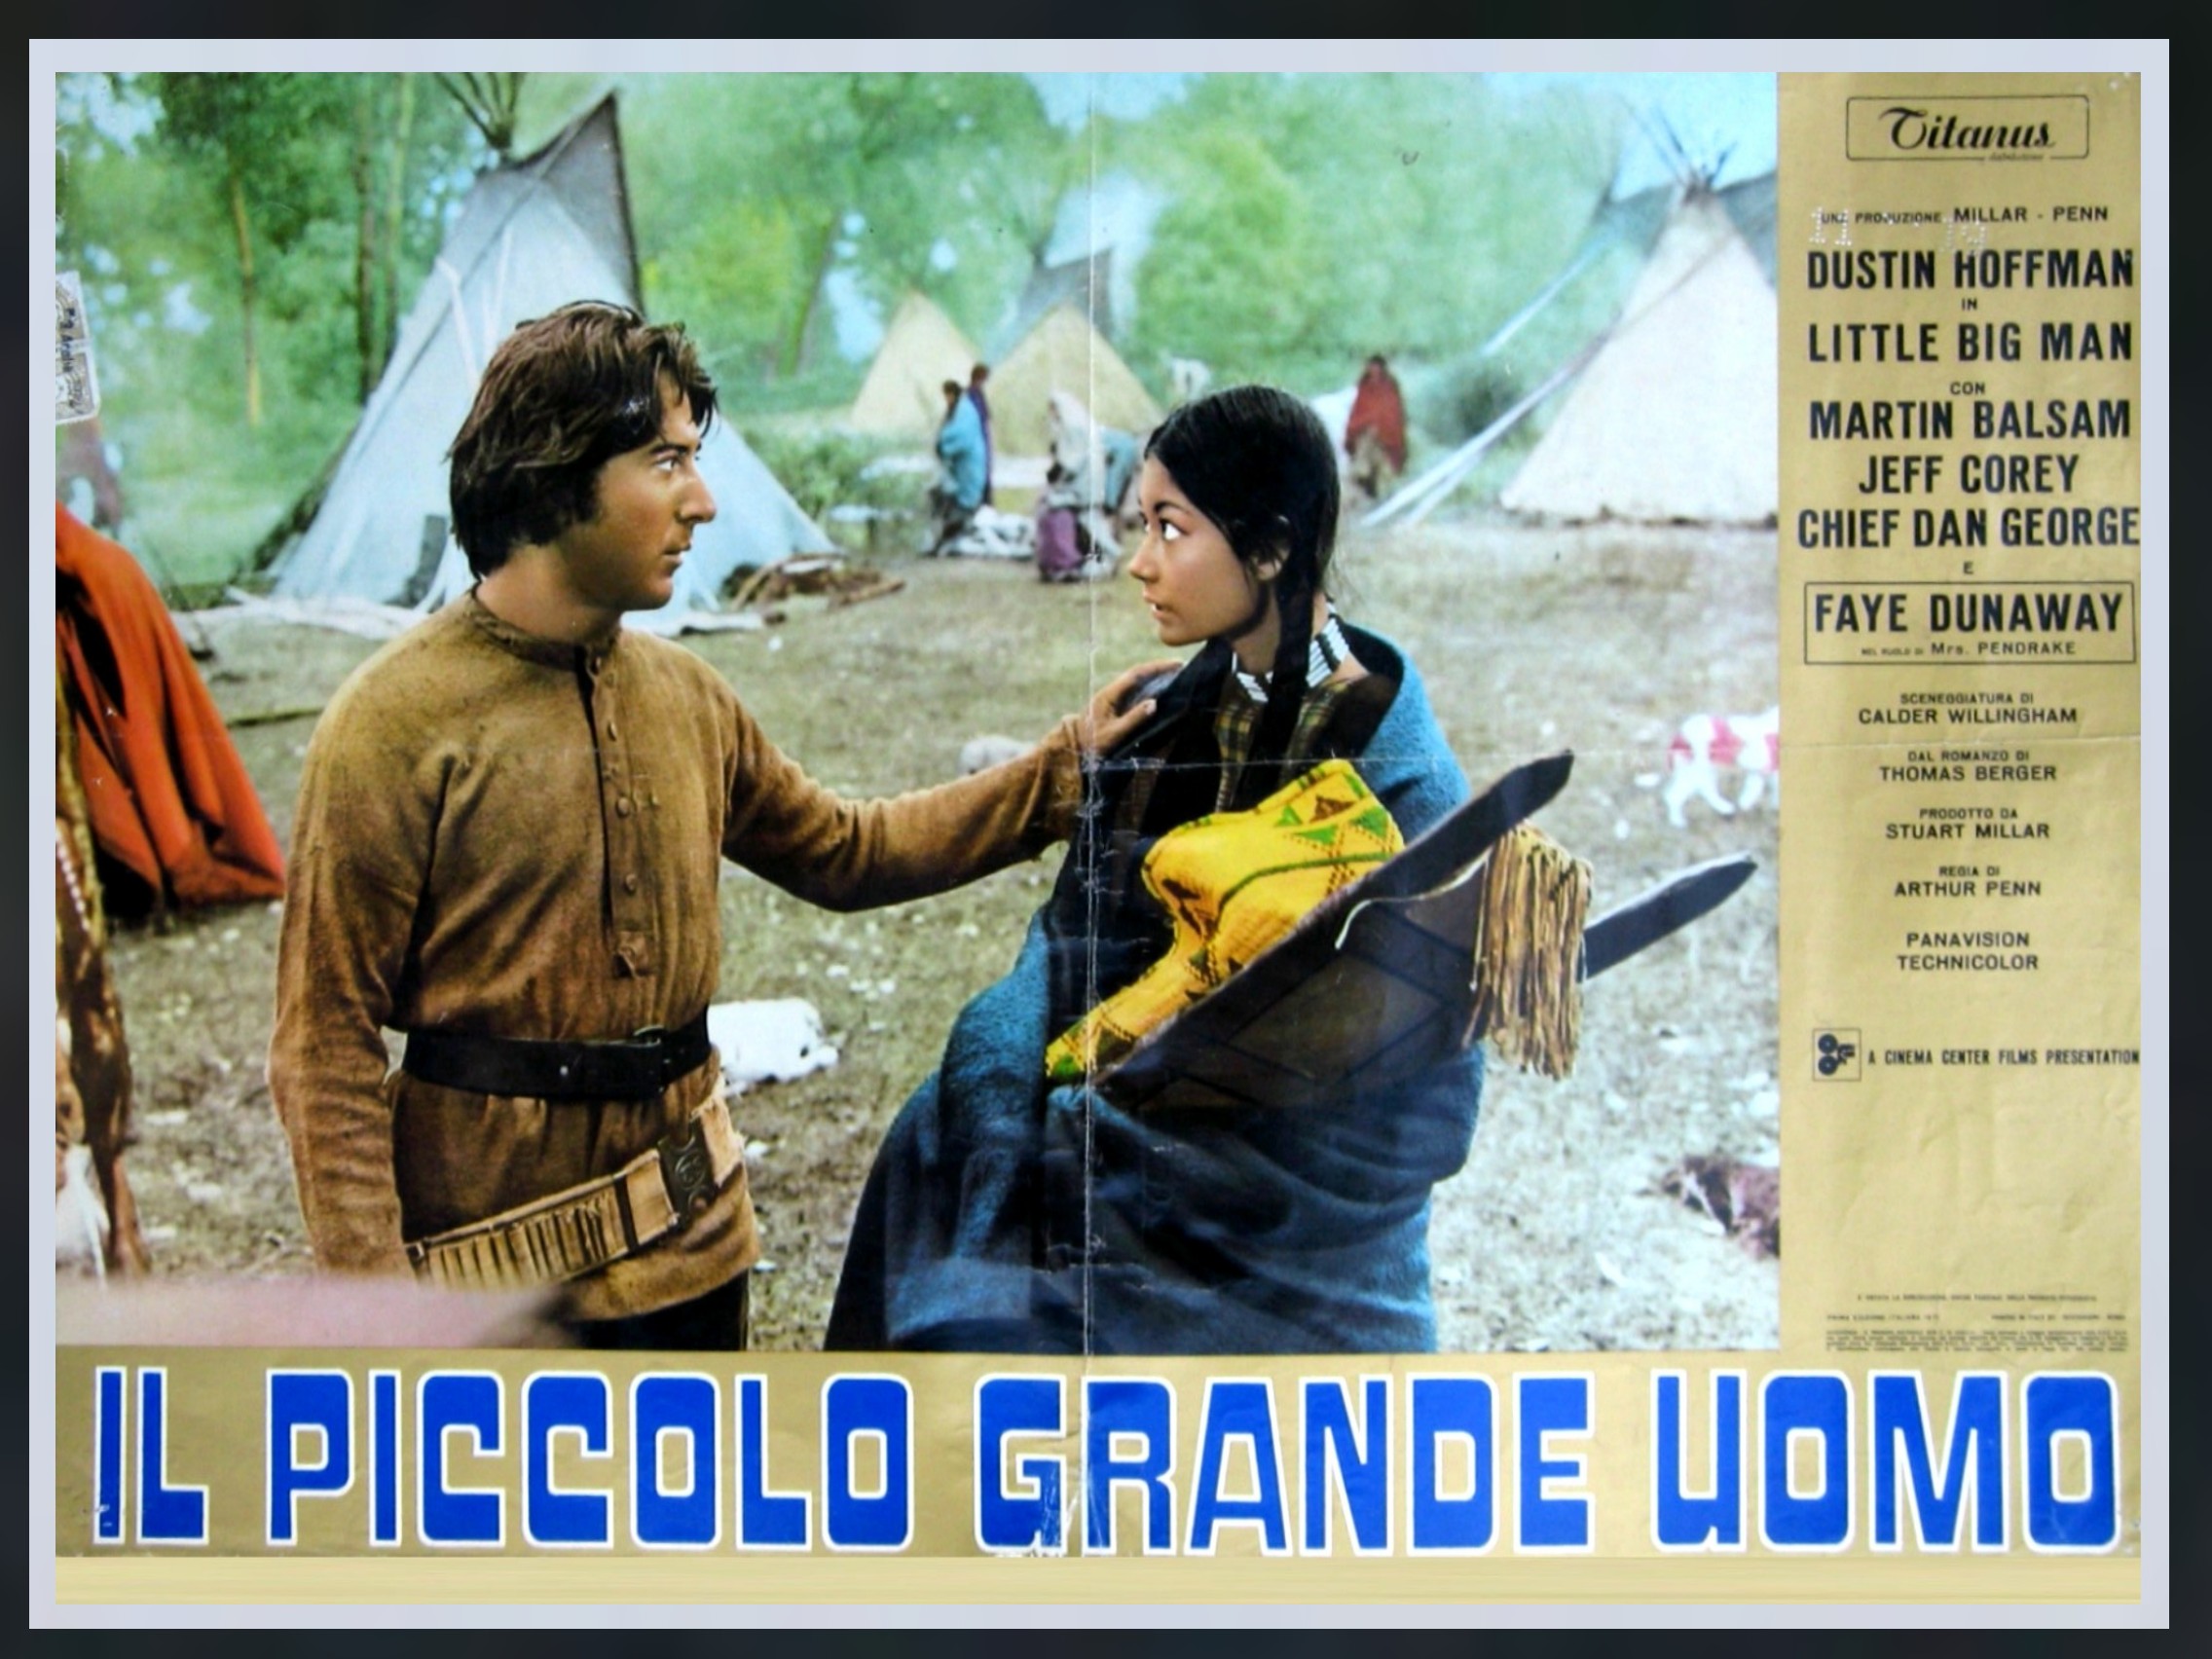 Titanus
UNA PRODUZIONE MILLAR - PENN
DUSTIN HOFFMAN
IN
LITTLE BIG MAN
CON
MARTIN BALSAM
JEFF COREY
CHIEF DAN GEORGE
E
FAYE DUNAWAY
NEL RUOLO DI Mrs. PENDRAKE
SCENEGGIATURA DI
CALDER WILLINGHAM
DAL ROMANZO DI
THOMAS BERGER
PRODOTTO DA
STUART MILLAR
REGIA DI
ARTHUR PENN
PANAVISION
TECHNICOLOR
A CINEMA CENTER FILMS PRESENTATION
IL PICCOLO GRANDE UOMO